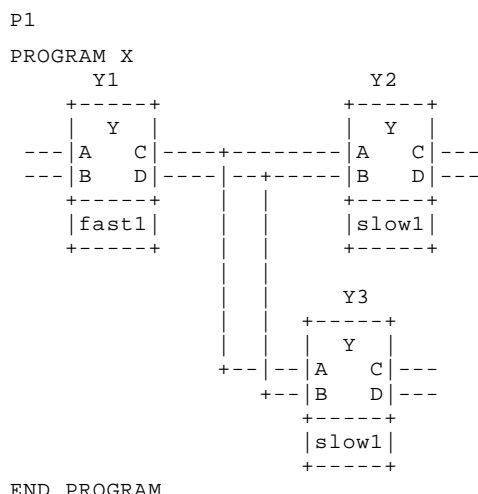 P1
PROGRAM X
Y1 Y2
Y Y
A C A C
B D B D
fast1 slow1
Y3
Y
A C
B D
slow1
END PROGRAM